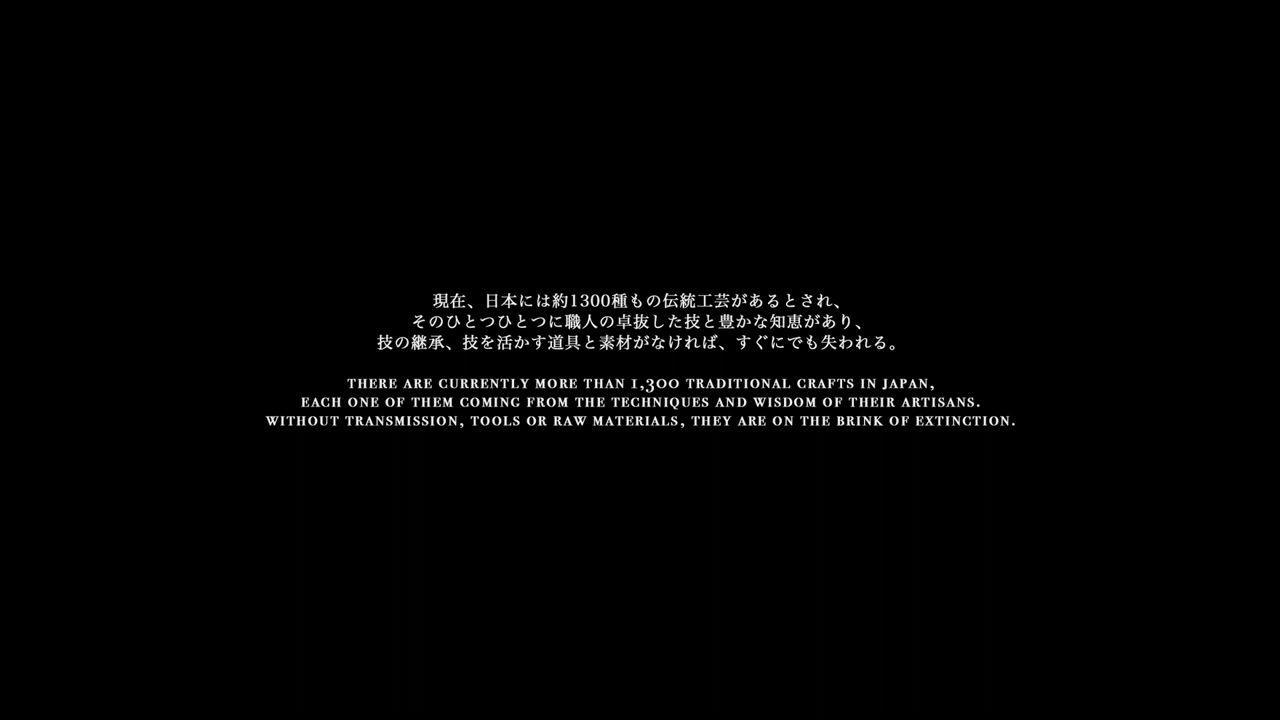 現在、日本には約1300種もの伝統工芸があるとされ、
そのひとつひとつに職人の卓抜した技と豊かな知恵があり、
技の継承、技を活かす道具と素材がなければ、すぐにでも失われる。
THERE ARE CURRENTLY MORE THAN 1,300 TRADITIONAL CRAFTS IN JAPAN,
EACH ONE OF THEM COMING FROM THE TECHNIQUES AND WISDOM OF THEIR ARTISANS.
WITHOUT TRANSMISSION, TOOLS OR RAW MATERIALS, THEY ARE ON THE BRINK OF EXTINCTION.